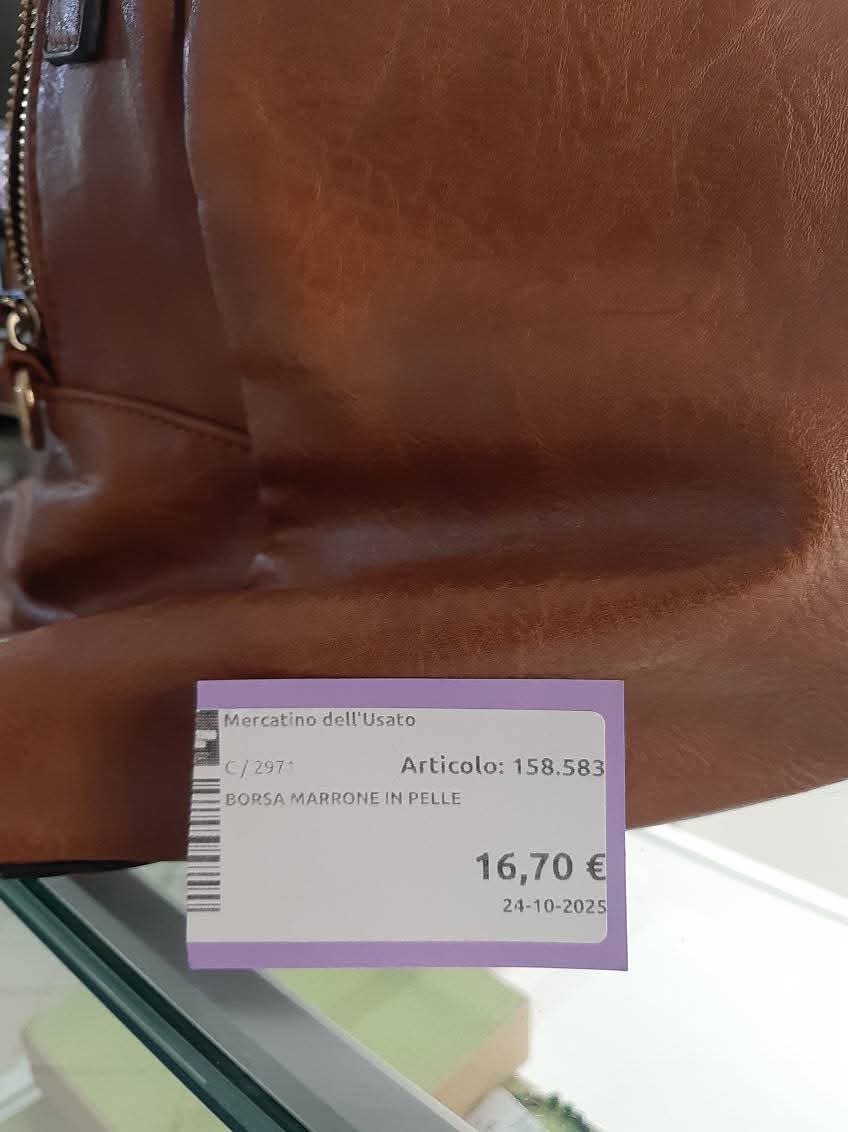 Mercatino dell'Usato
C/2971 Articolo: 158.583
BORSA MARRONE IN PELLE
16,70 €
24-10-2025